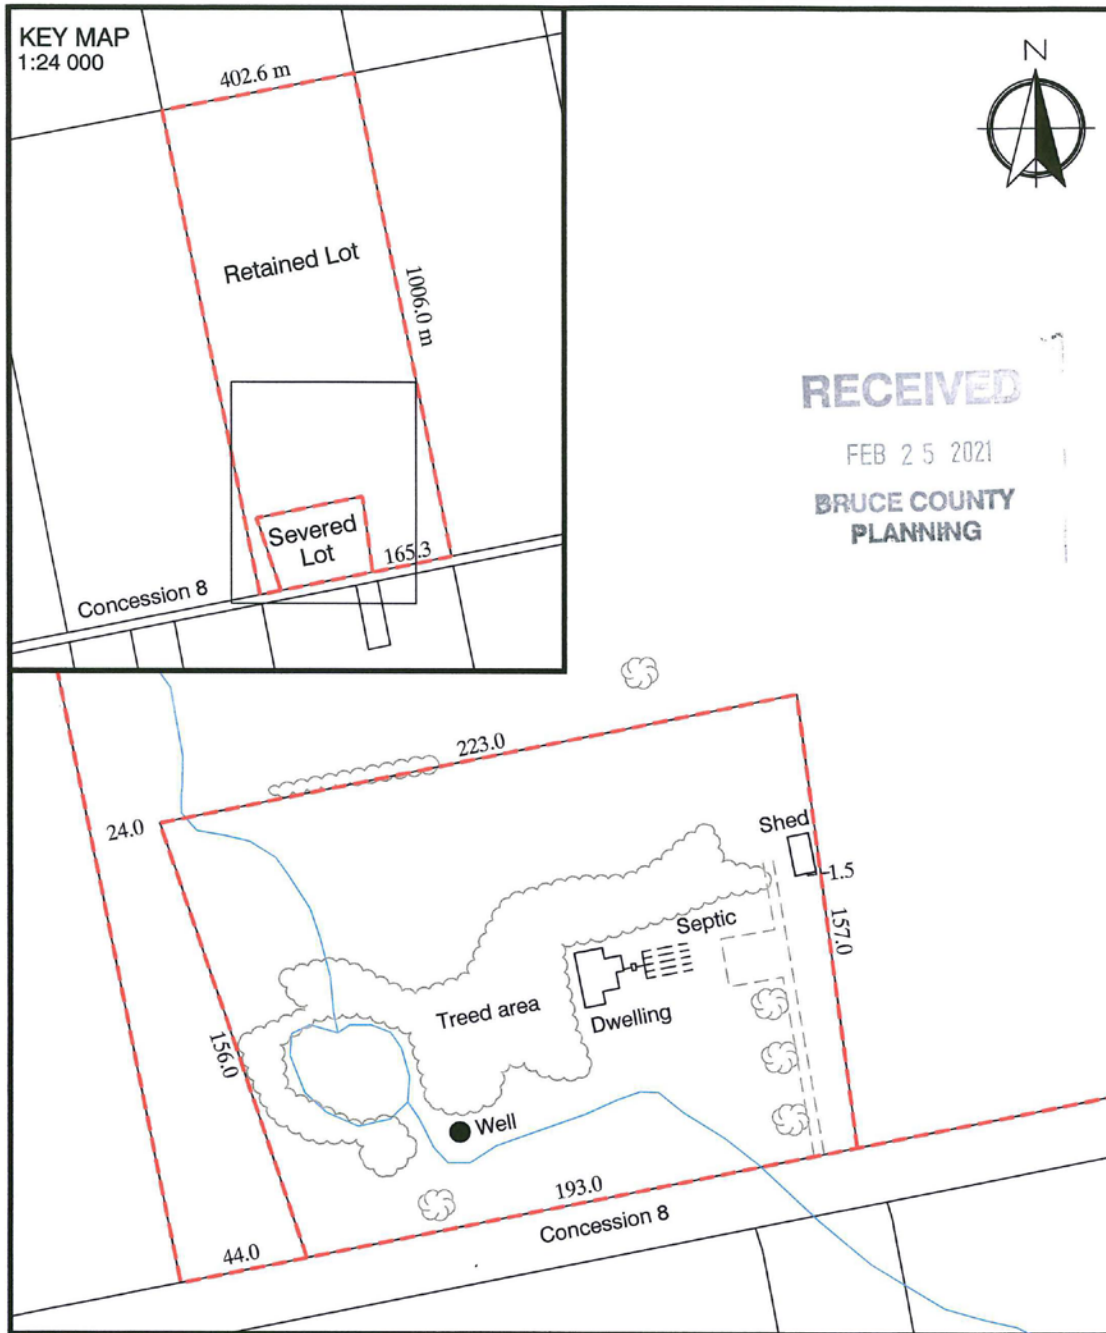 KEY MAP
1:24 000
402.6 m
Retained Lot
1006.0 m
Severed
Lot
165.3
Concession 8
N
RECEIVED
FEB 25 2021
BRUCE COUNTY
PLANNING
223.0
24.0
Shed
1.5
157.0
Septic
Treed area
Dwelling
156.0
Well
193.0
Concession 8
44.0